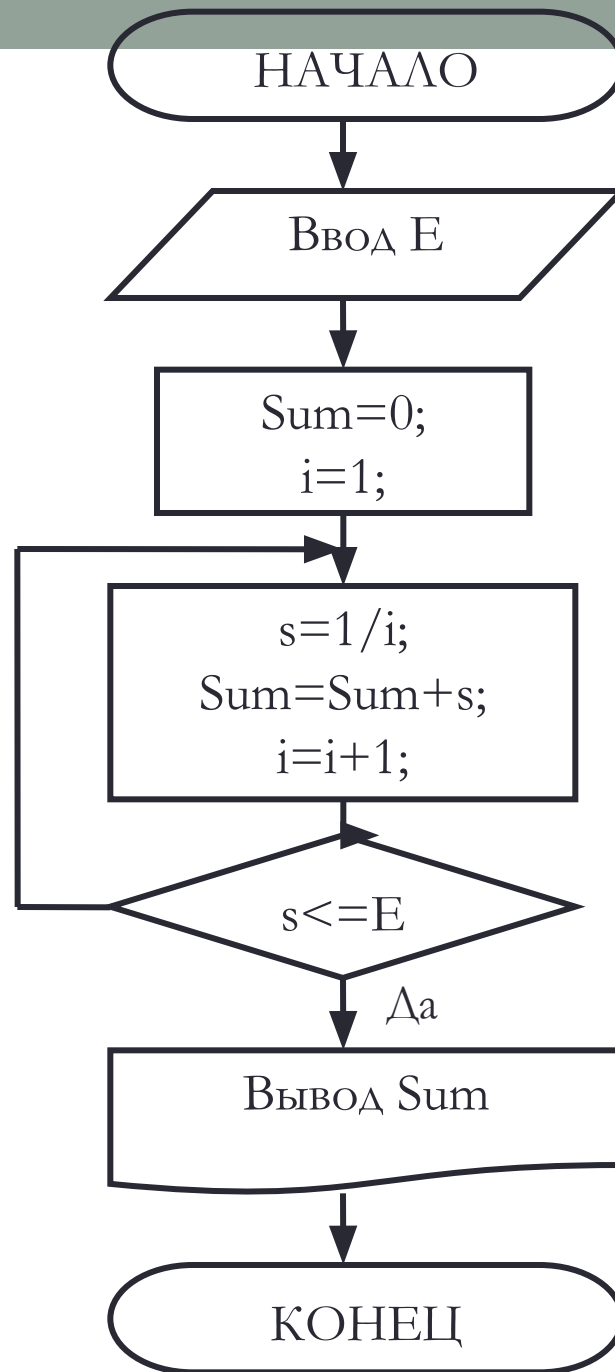 НАЧАЛО
Ввод E
Sum=0;
i=1;
s=1/i;
Sum=Sum+s;
i=i+1;
s<=E
Да
Вывод Sum
КОНЕЦ